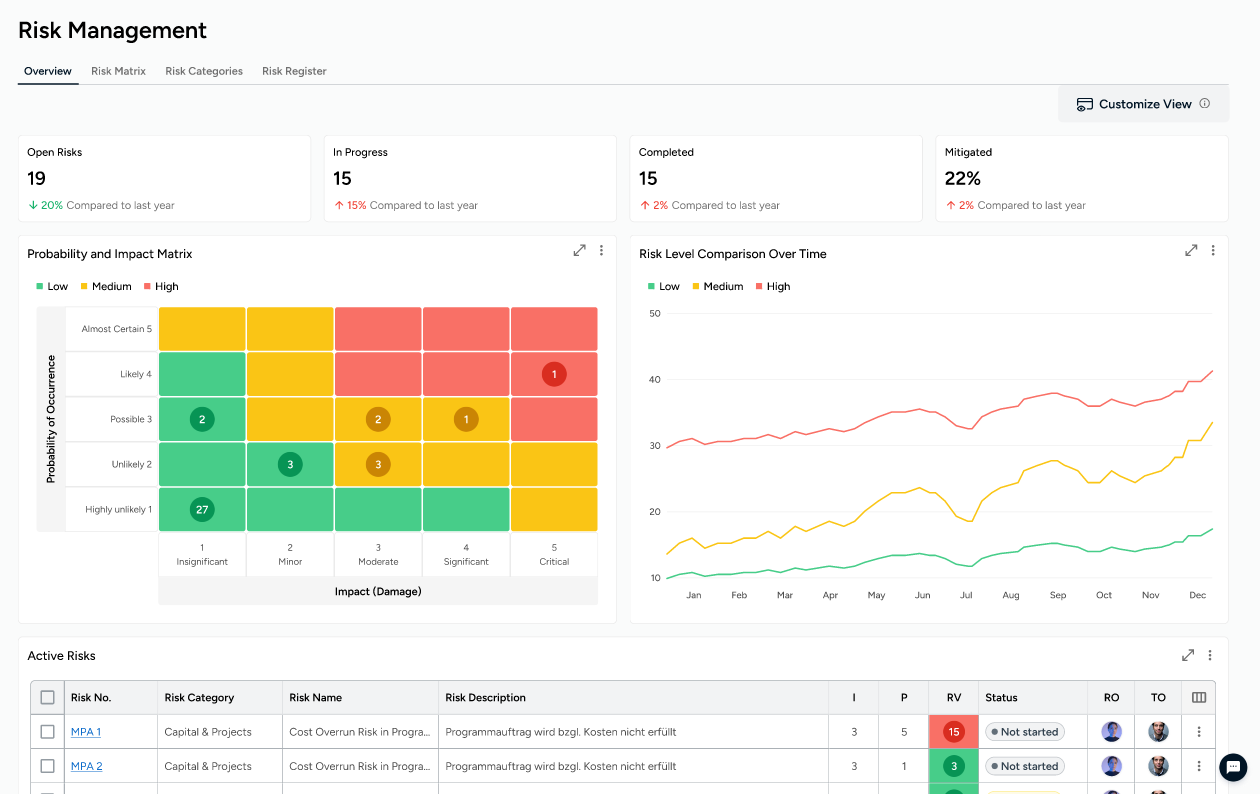 Risk Management
Overview Risk Matrix Risk Categories Risk Register
Customize View
Open Risks
19
20% Compared to last year
In Progress
15
15% Compared to last year
Completed
15
2% Compared to last year
Mitigated
22%
2% Compared to last year
Probability and Impact Matrix
Low Medium High
Probability of Occurrence
Almost Certain 5
Likely 4 1
Possible 3 2 2 1
Unlikely 2 3 3
Highly unlikely 1 27
1 2 3 4 5
Insignificant Minor Moderate Significant Critical
Impact (Damage)
Risk Level Comparison Over Time
Low Medium High
50
40
30
20
10
Jan Feb Mar Apr May Jun Jul Aug Sep Oct Nov Dec
Active Risks
Risk No. Risk Category Risk Name Risk Description I P RV Status RO TO
MPA 1 Capital & Projects Cost Overrun Risk in Progra... Programmauftrag wird bzgl. Kosten nicht erfüllt 3 5 15 Not started
MPA 2 Capital & Projects Cost Overrun Risk in Progra... Programmauftrag wird bzgl. Kosten nicht erfüllt 3 1 3 Not started